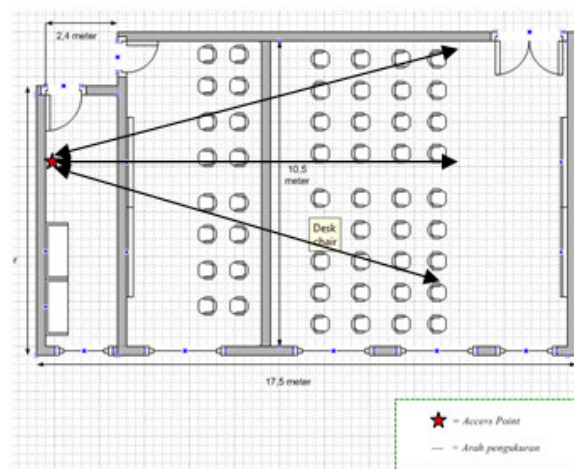 2,4 meter
10,5
meter
Desk
chair
17,5 meter
= Access Point
--- = Arah pengukuran